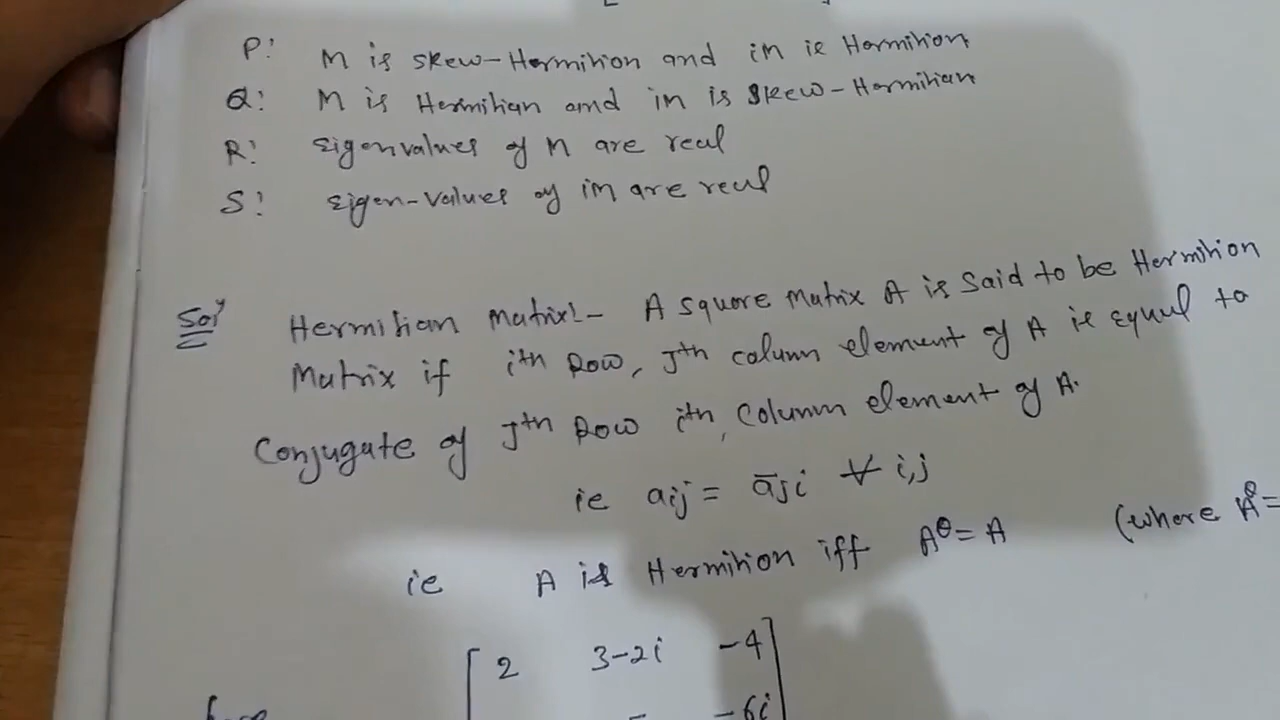 P: M is skew-Hermition and iM is Hermition
Q: M is Hermitian and iM is skew-Hermitian
R: Eigenvalues of M are real
S: Eigen-values of iM are real
Sol Hermitian Matrix:- A square Matrix A is said to be Hermition
Matrix if ith Row, Jth column element of A is equal to
Conjugate of Jth Row ith, column element of A.
ie aij = āji ∀ i,j
ie A is Hermition iff A^θ = A (where A^θ =
2 3-2i -4
-6i